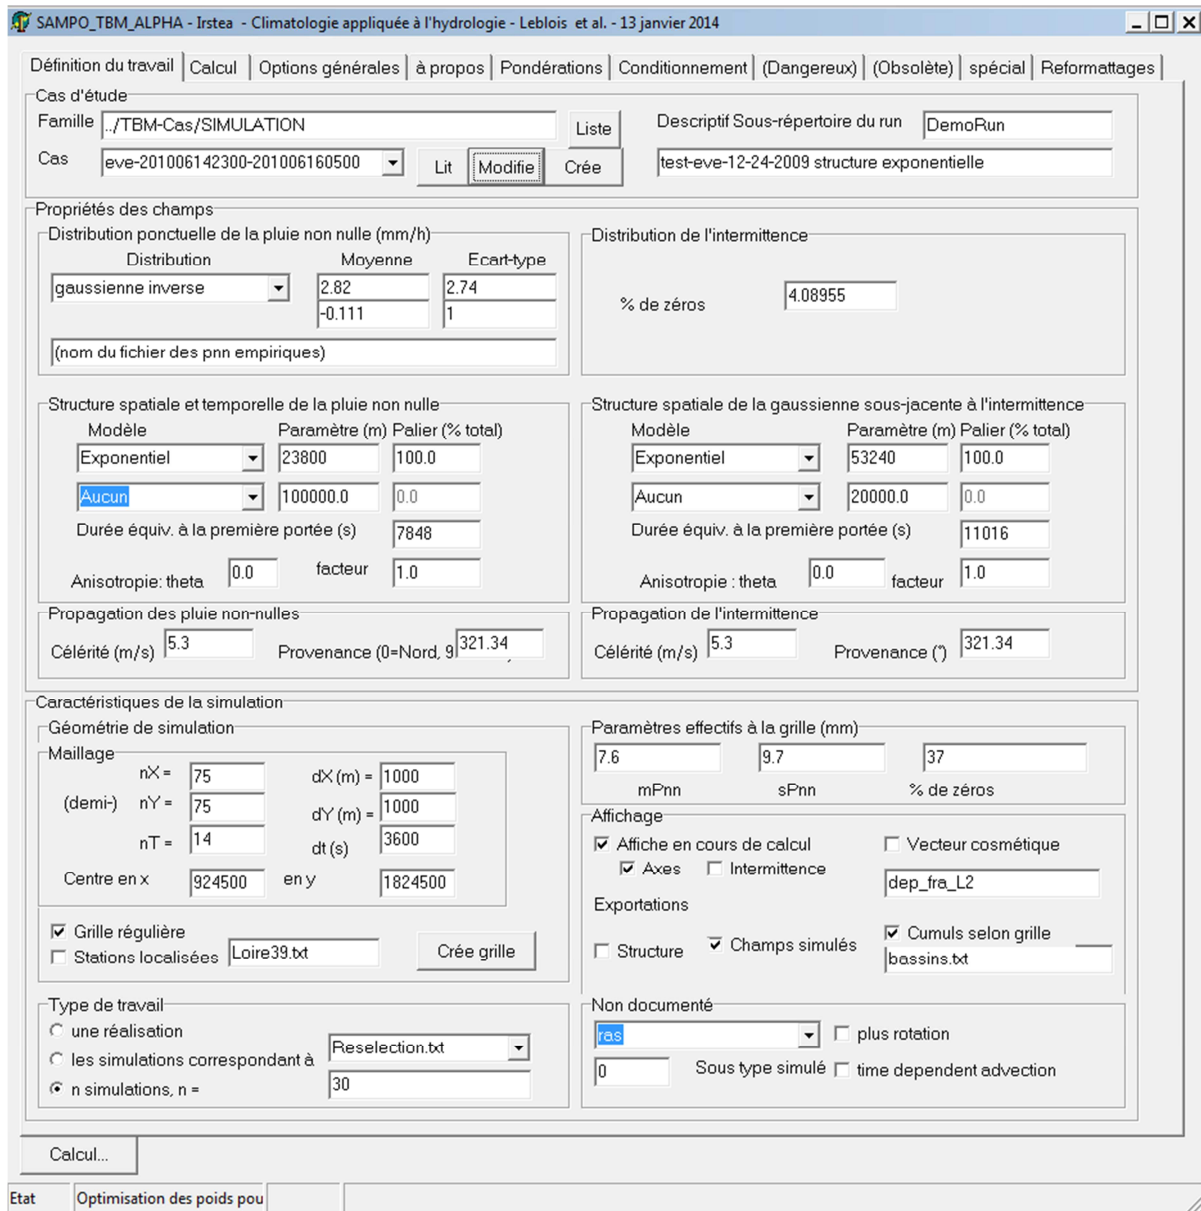 SAMPO_TBM_ALPHA - Irstea - Climatologie appliquée à l'hydrologie - Leblois et al. - 13 janvier 2014
Définition du travail Calcul Options générales à propos Pondérations Conditionnement (Dangereux) (Obsolète) spécial Reformattages
Cas d'étude
Famille ../TBM-Cas/SIMULATION Liste Descriptif Sous-répertoire du run DemoRun
Cas eve-201006142300-201006160500 Lit Modifie Crée test-eve-12-24-2009 structure exponentielle
Propriétés des champs
Distribution ponctuelle de la pluie non nulle (mm/h)
Distribution Moyenne Ecart-type
gaussienne inverse 2.82 2.74
-0.111 1
(nom du fichier des pnn empiriques)
Distribution de l'intermittence
% de zéros 4.08955
Structure spatiale et temporelle de la pluie non nulle
Modèle Paramètre (m) Palier (% total)
Exponentiel 23800 100.0
Aucun 100000.0 0.0
Durée équiv. à la première portée (s) 7848
Anisotropie: theta 0.0 facteur 1.0
Structure spatiale de la gaussienne sous-jacente à l'intermittence
Modèle Paramètre (m) Palier (% total)
Exponentiel 53240 100.0
Aucun 20000.0 0.0
Durée équiv. à la première portée (s) 11016
Anisotropie : theta 0.0 facteur 1.0
Propagation des pluie non-nulles
Célérité (m/s) 5.3 Provenance (0=Nord, 9 321.34
Propagation de l'intermittence
Célérité (m/s) 5.3 Provenance (°) 321.34
Caractéristiques de la simulation
Géométrie de simulation
Maillage
nX = 75 dX (m) = 1000
(demi-) nY = 75 dY (m) = 1000
nT = 14 dt (s) 3600
Centre en x 924500 en y 1824500
Grille régulière
Stations localisées Loire39.txt Crée grille
Paramètres effectifs à la grille (mm)
7.6 9.7 37
mPnn sPnn % de zéros
Affichage
Affiche en cours de calcul Vecteur cosmétique
Axes Intermittence dep_fra_L2
Exportations
Structure Champs simulés Cumuls selon grille
bassins.txt
Type de travail
une réalisation
les simulations correspondant à Reselection.txt
n simulations, n = 30
Non documenté
ras plus rotation
0 Sous type simulé time dependent advection
Calcul...
Etat Optimisation des poids pou